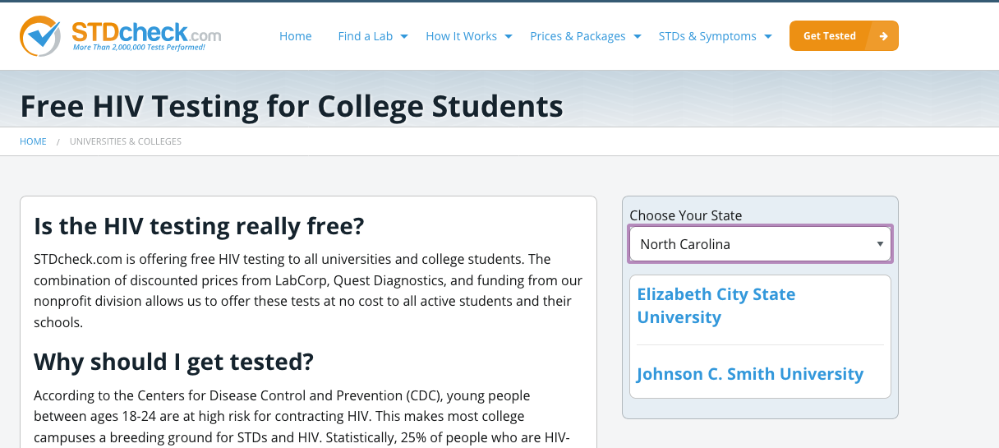 STDcheck.com
More Than 2,000,000 Tests Performed!
Home
Find a Lab
How It Works
Prices & Packages
STDs & Symptoms
Get Tested
Free HIV Testing for College Students
HOME / UNIVERSITIES & COLLEGES
Is the HIV testing really free?
STDcheck.com is offering free HIV testing to all universities and college students. The
combination of discounted prices from LabCorp, Quest Diagnostics, and funding from our
nonprofit division allows us to offer these tests at no cost to all active students and their
schools.
Why should I get tested?
According to the Centers for Disease Control and Prevention (CDC), young people
between ages 18-24 are at high risk for contracting HIV. This makes most college
campuses a breeding ground for STDs and HIV. Statistically, 25% of people who are HIV-
Choose Your State
North Carolina
Elizabeth City State
University
Johnson C. Smith University